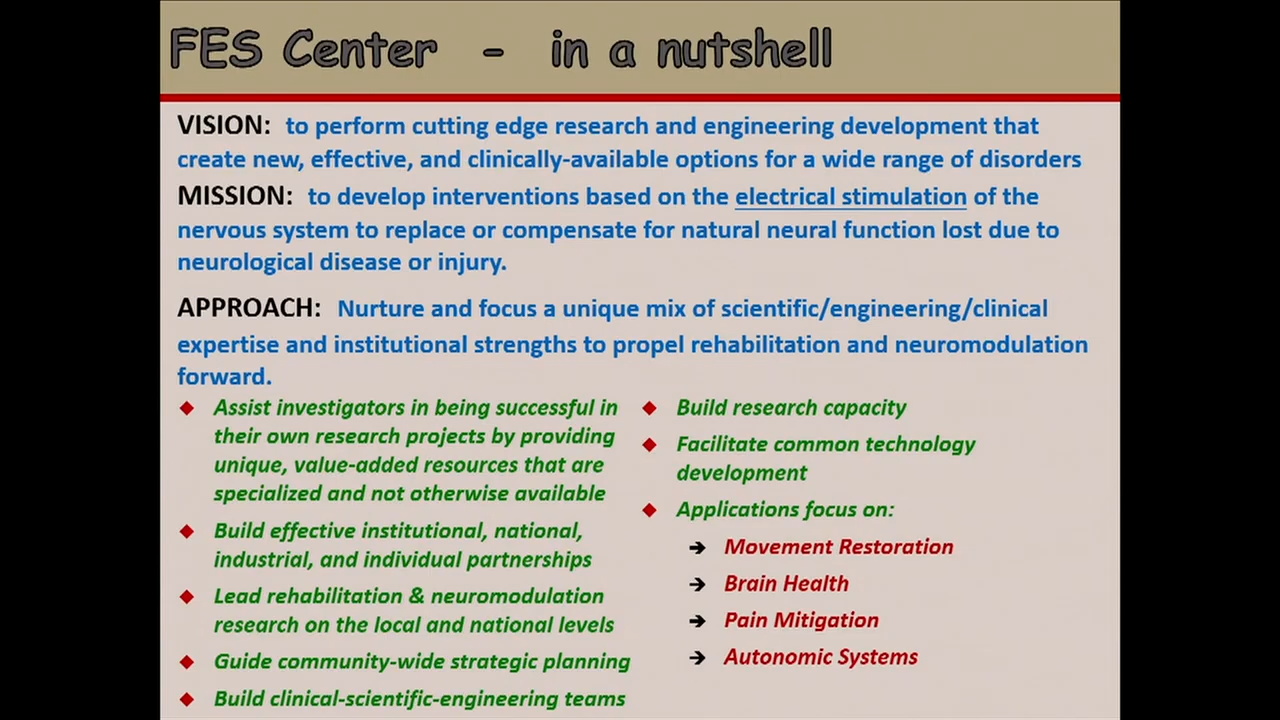 FES Center - in a nutshell
VISION: to perform cutting edge research and engineering development that
create new, effective, and clinically-available options for a wide range of disorders
MISSION: to develop interventions based on the electrical stimulation of the
nervous system to replace or compensate for natural neural function lost due to
neurological disease or injury.
APPROACH: Nurture and focus a unique mix of scientific/engineering/clinical
expertise and institutional strengths to propel rehabilitation and neuromodulation
forward.
◆ Assist investigators in being successful in
their own research projects by providing
unique, value-added resources that are
specialized and not otherwise available
◆ Build effective institutional, national,
industrial, and individual partnerships
◆ Lead rehabilitation & neuromodulation
research on the local and national levels
◆ Guide community-wide strategic planning
◆ Build clinical-scientific-engineering teams
◆ Build research capacity
◆ Facilitate common technology
development
◆ Applications focus on:
➔ Movement Restoration
➔ Brain Health
➔ Pain Mitigation
➔ Autonomic Systems